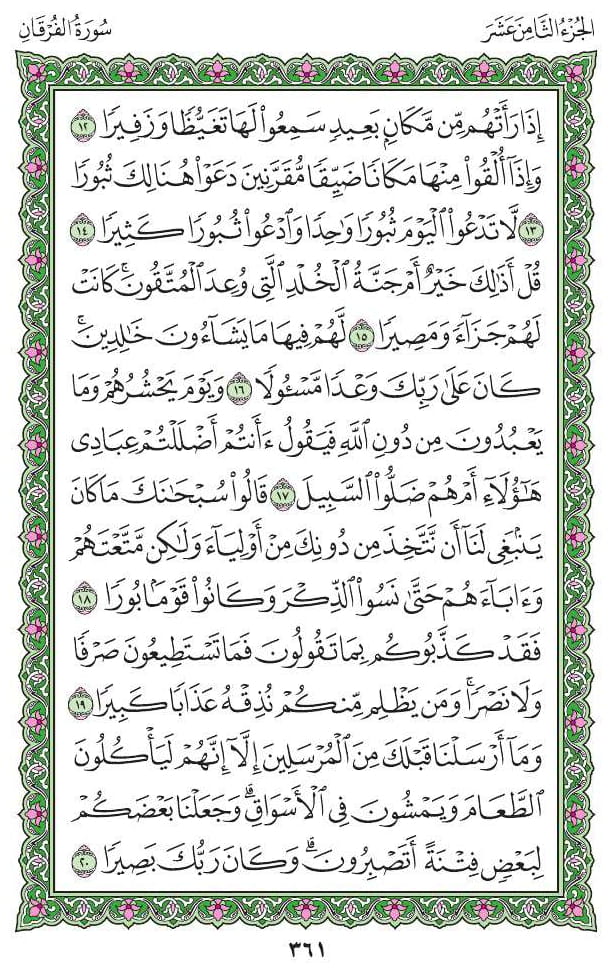 الجُزْءُ الثَّامِنَ عَشَرَ
سُورَةُ الفُرْقَانِ
إِذَا رَأَتْهُم مِّن مَّكَانِۭ بَعِيدٖ سَمِعُواْ لَهَا تَغَيُّظٗا وَزَفِيرٗا ١٢
وَإِذَآ أُلۡقُواْ مِنۡهَا مَكَانٗا ضَيِّقٗا مُّقَرَّنِينَ دَعَوۡاْ هُنَالِكَ ثُبُورٗا
١٣ لَّا تَدۡعُواْ ٱلۡيَوۡمَ ثُبُورٗا وَٰحِدٗا وَٱدۡعُواْ ثُبُورٗا كَثِيرٗا ١٤
قُلۡ أَذَٰلِكَ خَيۡرٌ أَمۡ جَنَّةُ ٱلۡخُلۡدِ ٱلَّتِي وُعِدَ ٱلۡمُتَّقُونَۚ كَانَتۡ
لَهُمۡ جَزَآءٗ وَمَصِيرٗا ١٥ لَّهُمۡ فِيهَا مَا يَشَآءُونَ خَٰلِدِينَۚ
كَانَ عَلَىٰ رَبِّكَ وَعۡدٗا مَّسۡـُٔولٗا ١٦ وَيَوۡمَ يَحۡشُرُهُمۡ وَمَا
يَعۡبُدُونَ مِن دُونِ ٱللَّهِ فَيَقُولُ ءَأَنتُمۡ أَضۡلَلۡتُمۡ عِبَادِي
هَٰٓؤُلَآءِ أَمۡ هُمۡ ضَلُّواْ ٱلسَّبِيلَ ١٧ قَالُواْ سُبۡحَٰنَكَ مَا كَانَ
يَنۢبَغِي لَنَآ أَن نَّتَّخِذَ مِن دُونِكَ مِنۡ أَوۡلِيَآءَ وَلَٰكِن مَّتَّعۡتَهُمۡ
وَءَابَآءَهُمۡ حَتَّىٰ نَسُواْ ٱلذِّكۡرَ وَكَانُواْ قَوۡمَۢا بُورٗا ١٨
فَقَدۡ كَذَّبُوكُم بِمَا تَقُولُونَ فَمَا تَسۡتَطِيعُونَ صَرۡفٗا
وَلَا نَصۡرٗاۚ وَمَن يَظۡلِم مِّنكُمۡ نُذِقۡهُ عَذَابٗا كَبِيرٗا ١٩
وَمَآ أَرۡسَلۡنَا قَبۡلَكَ مِنَ ٱلۡمُرۡسَلِينَ إِلَّآ إِنَّهُمۡ لَيَأۡكُلُونَ
ٱلطَّعَامَ وَيَمۡشُونَ فِي ٱلۡأَسۡوَاقِۗ وَجَعَلۡنَا بَعۡضَكُمۡ
لِبَعۡضٖ فِتۡنَةً أَتَصۡبِرُونَۗ وَكَانَ رَبُّكَ بَصِيرٗا ٢٠
٣٦١